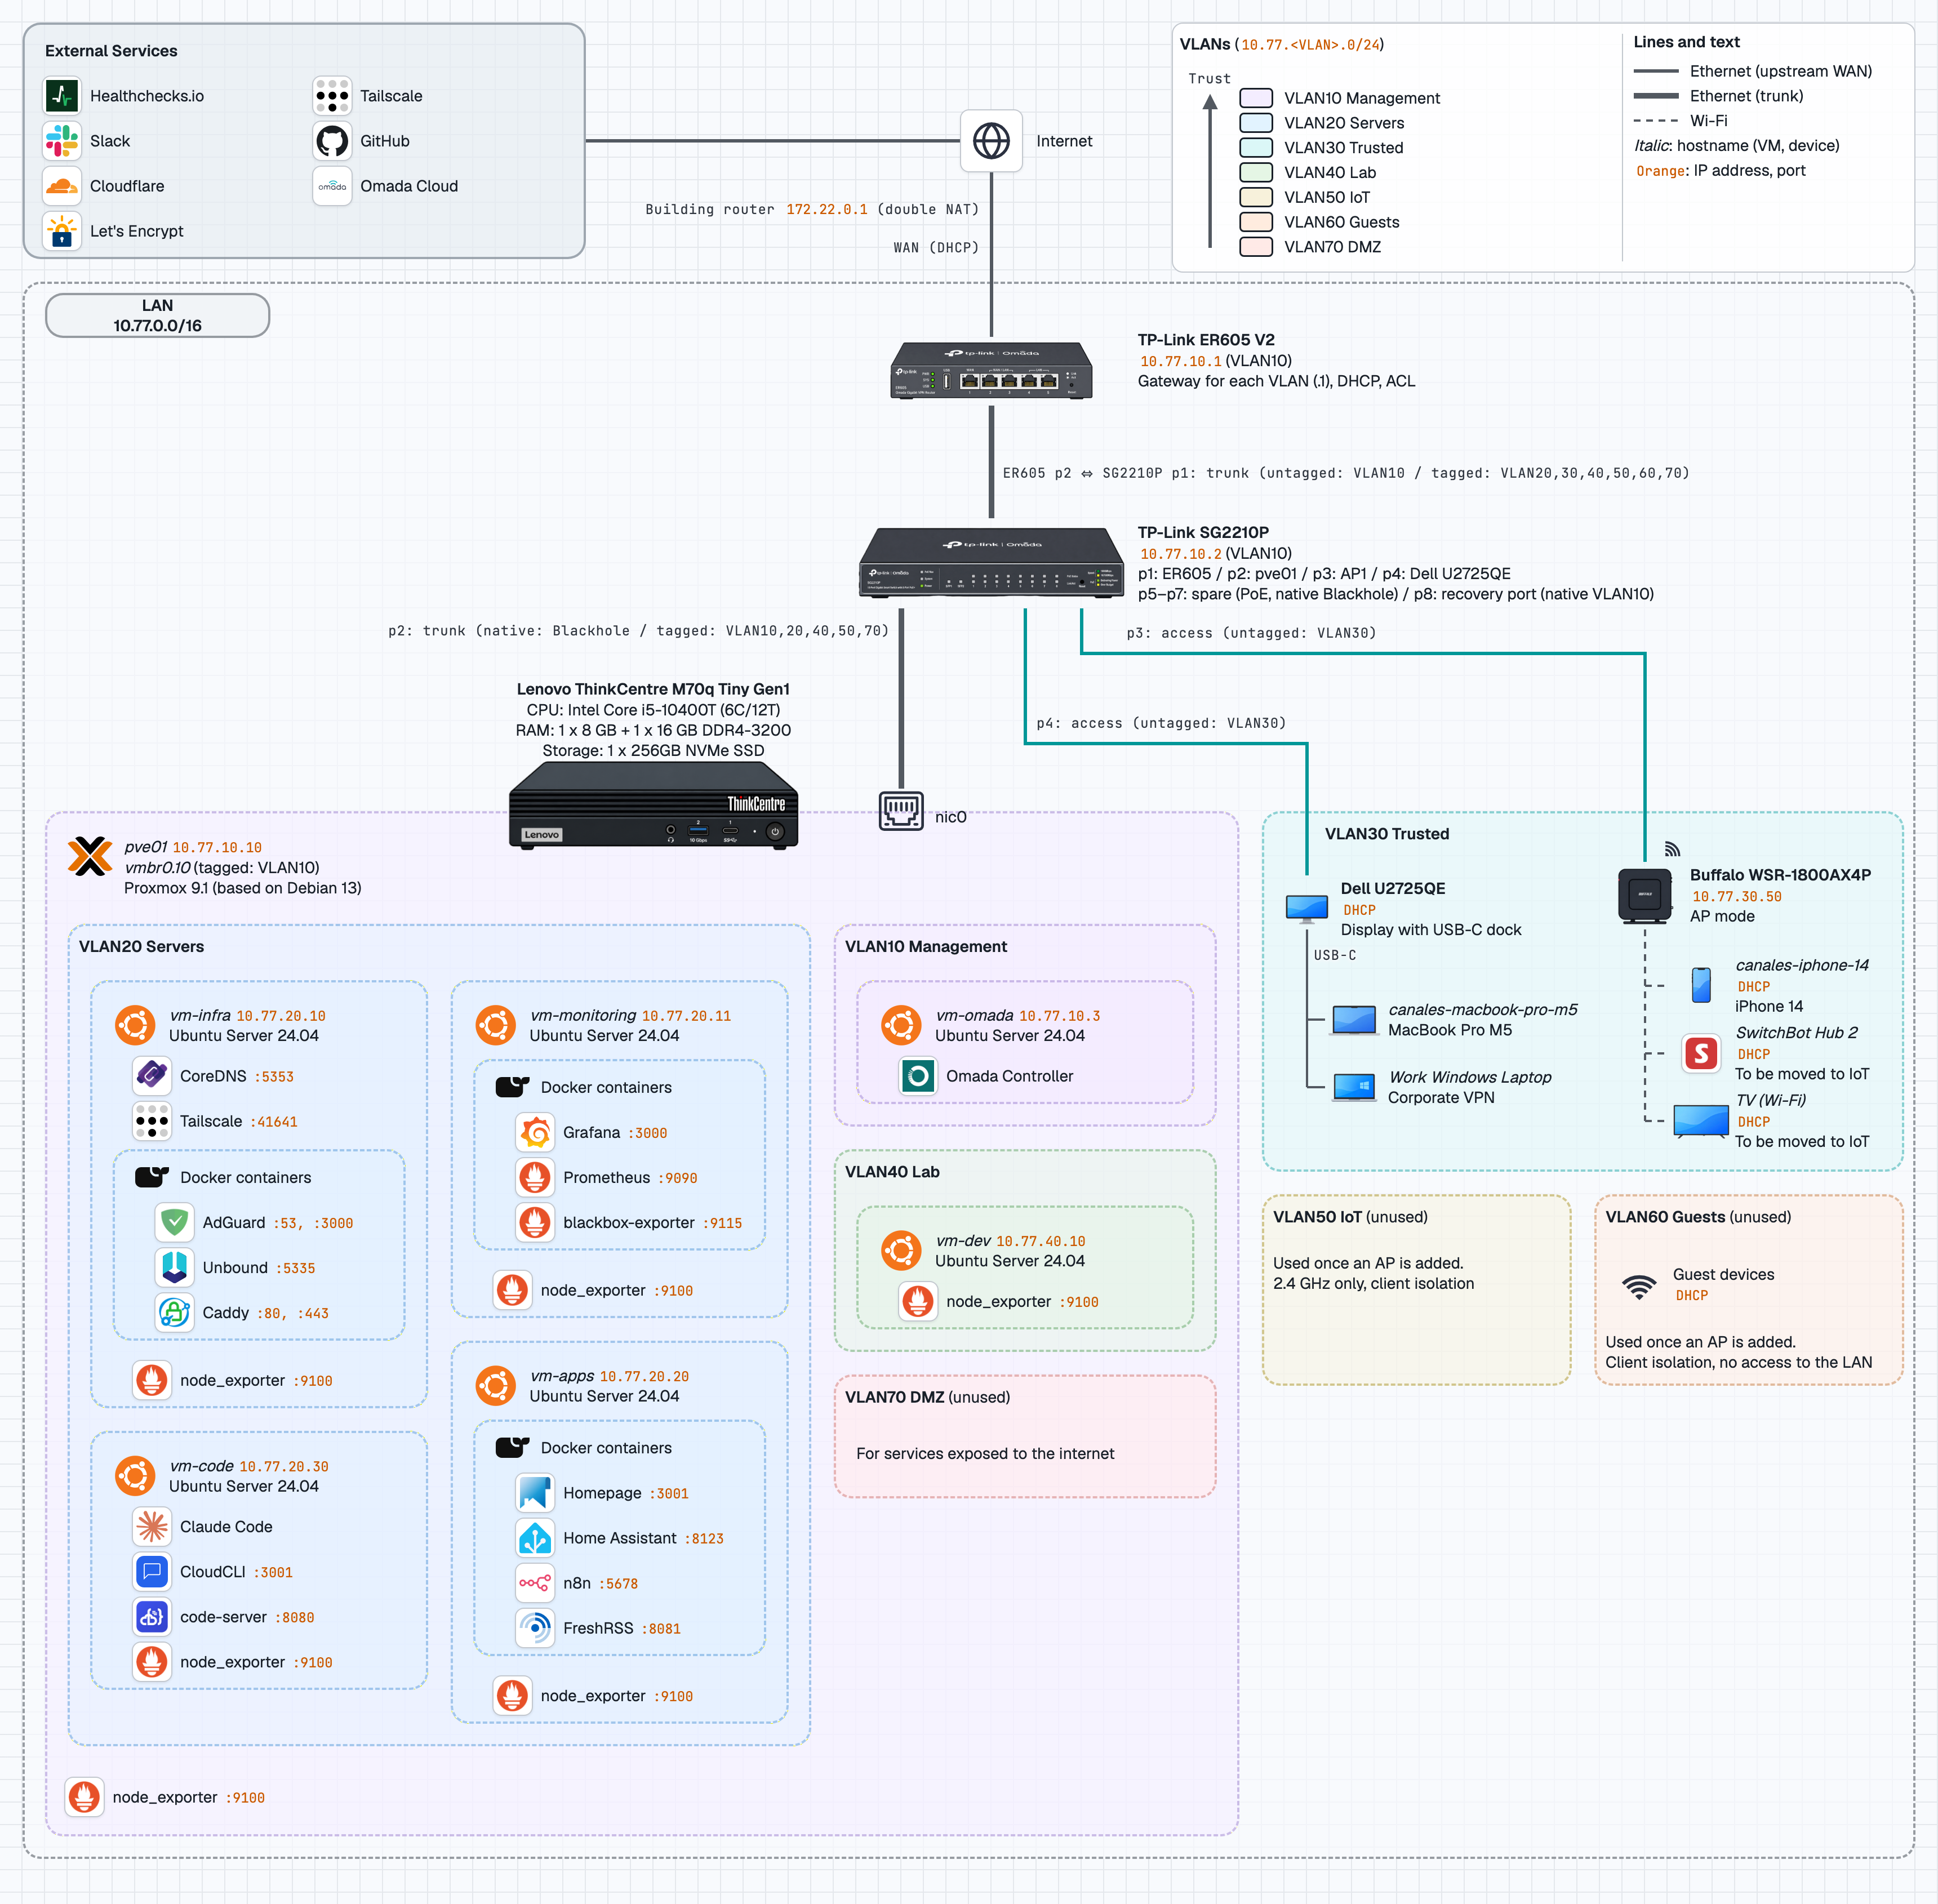 External Services
Healthchecks.io
Slack
Cloudflare
Let's Encrypt
Tailscale
GitHub
omada
Omada Cloud
Internet
Building router 172.22.0.1 (double NAT)
WAN (DHCP)
VLANs (10.77.<VLAN>.0/24)
Trust
VLAN10 Management
VLAN20 Servers
VLAN30 Trusted
VLAN40 Lab
VLAN50 IoT
VLAN60 Guests
VLAN70 DMZ
Lines and text
Ethernet (upstream WAN)
Ethernet (trunk)
Wi-Fi
Italic: hostname (VM, device)
Orange: IP address, port
LAN
10.77.0.0/16
tp-link | Omada
TP-Link ER605 V2
10.77.10.1 (VLAN10)
Gateway for each VLAN (.1), DHCP, ACL
ER605 p2 ⇔ SG2210P p1: trunk (untagged: VLAN10 / tagged: VLAN20,30,40,50,60,70)
tp-link | Omada
TP-Link SG2210P
10.77.10.2 (VLAN10)
p1: ER605 / p2: pve01 / p3: AP1 / p4: Dell U2725QE
p5–p7: spare (PoE, native Blackhole) / p8: recovery port (native VLAN10)
p2: trunk (native: Blackhole / tagged: VLAN10,20,40,50,70)
p3: access (untagged: VLAN30)
p4: access (untagged: VLAN30)
Lenovo ThinkCentre M70q Tiny Gen1
CPU: Intel Core i5-10400T (6C/12T)
RAM: 1 x 8 GB + 1 x 16 GB DDR4-3200
Storage: 1 x 256GB NVMe SSD
ThinkCentre
Lenovo
nic0
pve01 10.77.10.10
vmbr0.10 (tagged: VLAN10)
Proxmox 9.1 (based on Debian 13)
VLAN20 Servers
vm-infra 10.77.20.10
Ubuntu Server 24.04
CoreDNS :5353
Tailscale :41641
Docker containers
AdGuard :53, :3000
Unbound :5335
Caddy :80, :443
node_exporter :9100
vm-code 10.77.20.30
Ubuntu Server 24.04
Claude Code
CloudCLI :3001
code-server :8080
node_exporter :9100
vm-monitoring 10.77.20.11
Ubuntu Server 24.04
Docker containers
Grafana :3000
Prometheus :9090
blackbox-exporter :9115
node_exporter :9100
vm-apps 10.77.20.20
Ubuntu Server 24.04
Docker containers
Homepage :3001
Home Assistant :8123
n8n :5678
FreshRSS :8081
node_exporter :9100
node_exporter :9100
VLAN10 Management
vm-omada 10.77.10.3
Ubuntu Server 24.04
Omada Controller
VLAN40 Lab
vm-dev 10.77.40.10
Ubuntu Server 24.04
node_exporter :9100
VLAN70 DMZ (unused)
For services exposed to the internet
VLAN30 Trusted
Dell U2725QE
DHCP
Display with USB-C dock
USB-C
canales-macbook-pro-m5
MacBook Pro M5
Work Windows Laptop
Corporate VPN
Buffalo WSR-1800AX4P
10.77.30.50
AP mode
canales-iphone-14
DHCP
iPhone 14
SwitchBot Hub 2
DHCP
To be moved to IoT
TV (Wi-Fi)
DHCP
To be moved to IoT
VLAN50 IoT (unused)
Used once an AP is added.
2.4 GHz only, client isolation
VLAN60 Guests (unused)
Guest devices
DHCP
Used once an AP is added.
Client isolation, no access to the LAN